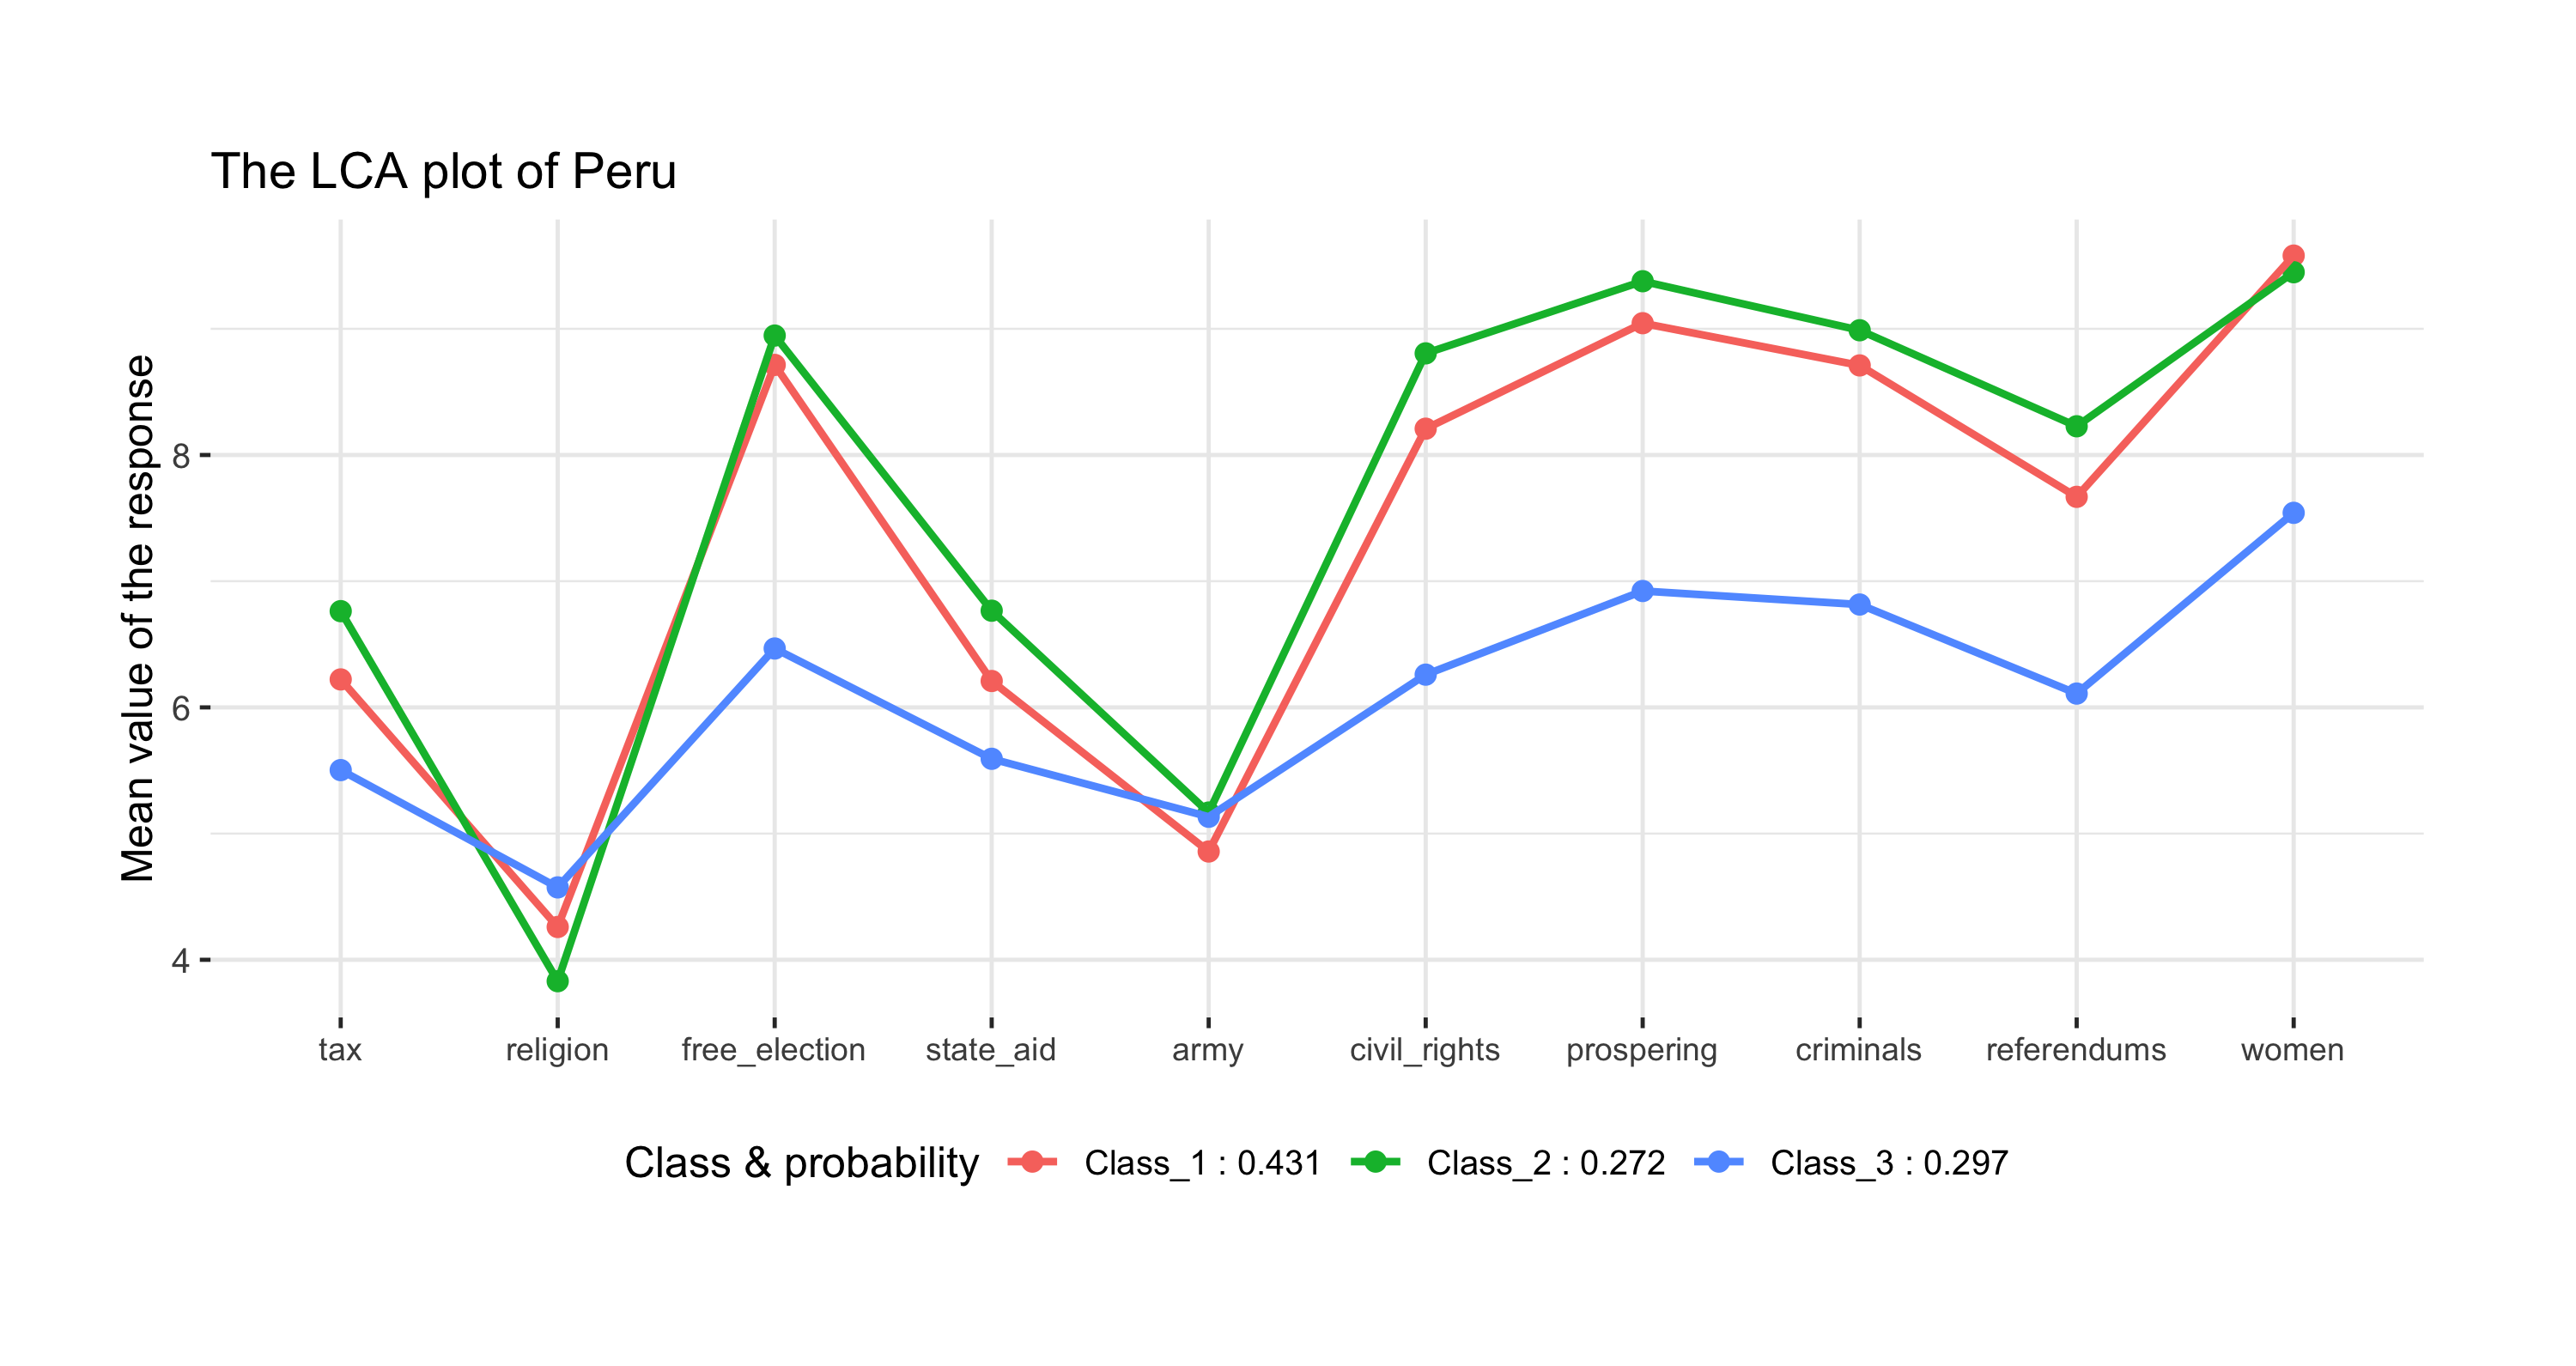 The LCA plot of Peru
Mean value of the response
8
6
4
tax religion free_election state_aid army civil_rights prospering criminals referendums women
Class & probability Class_1 : 0.431 Class_2 : 0.272 Class_3 : 0.297